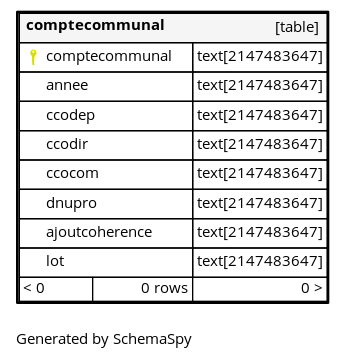 comptecommunal [table]
comptecommunal text[2147483647]
annee text[2147483647]
ccodep text[2147483647]
ccodir text[2147483647]
ccocom text[2147483647]
dnupro text[2147483647]
ajoutcoherence text[2147483647]
lot text[2147483647]
< 0 0 rows 0 >
Generated by SchemaSpy